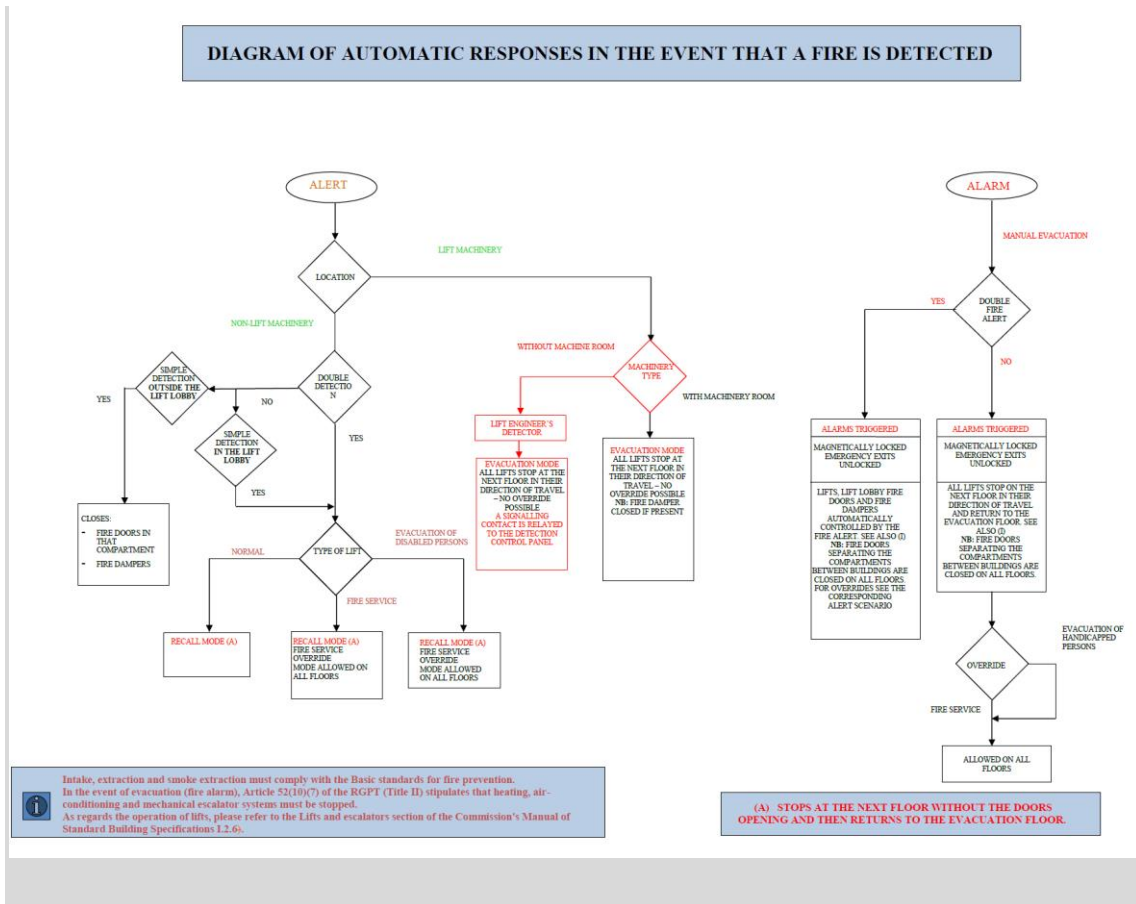 DIAGRAM OF AUTOMATIC RESPONSES IN THE EVENT THAT A FIRE IS DETECTED
ALERT
LOCATION
LIFT MACHINERY
NON-LIFT MACHINERY
SIMPLE
DETECTION
OUTSIDE THE
LIFT LOBBY
YES
NO
DOUBLE
DETECTIO
N
SIMPLE
DETECTION
IN THE LIFT
LOBBY
YES
YES
CLOSES:
- FIRE DOORS IN
THAT
COMPARTMENT
- FIRE DAMPERS
TYPE OF LIFT
NORMAL
EVACUATION OF
DISABLED PERSONS
FIRE SERVICE
RECALL MODE (A)
RECALL MODE (A)
FIRE SERVICE
OVERRIDE
MODE ALLOWED ON
ALL FLOORS
RECALL MODE (A)
FIRE SERVICE
OVERRIDE
MODE ALLOWED
ON ALL FLOORS
WITHOUT MACHINE ROOM
MACHINERY
TYPE
WITH MACHINERY ROOM
LIFT ENGINEER'S
DETECTOR
EVACUATION MODE
ALL LIFTS STOP AT THE
NEXT FLOOR IN THEIR
DIRECTION OF TRAVEL
– NO OVERRIDE
POSSIBLE
A SIGNALLING
CONTACT IS RELAYED
TO THE DETECTION
CONTROL PANEL
EVACUATION MODE
ALL LIFTS STOP AT
THE NEXT FLOOR IN
THEIR DIRECTION OF
TRAVEL – NO
OVERRIDE POSSIBLE
NB: FIRE DAMPER
CLOSED IF PRESENT
ALARM
MANUAL EVACUATION
DOUBLE
FIRE
ALERT
YES
NO
ALARMS TRIGGERED
MAGNETICALLY LOCKED
EMERGENCY EXITS
UNLOCKED
LIFTS, LIFT LOBBY FIRE
DOORS AND FIRE
DAMPERS
AUTOMATICALLY
CONTROLLED BY THE
FIRE ALERT. SEE ALSO (I)
NB: FIRE DOORS
SEPARATING THE
COMPARTMENTS
BETWEEN BUILDINGS ARE
CLOSED ON ALL FLOORS.
FOR OVERRIDES SEE THE
CORRESPONDING
ALERT SCENARIO
ALARMS TRIGGERED
MAGNETICALLY LOCKED
EMERGENCY EXITS
UNLOCKED
ALL LIFTS STOP ON THE
NEXT FLOOR IN THEIR
DIRECTION OF TRAVEL
AND RETURN TO THE
EVACUATION FLOOR. SEE
ALSO (I)
NB: FIRE DOORS
SEPARATING THE
COMPARTMENTS
BETWEEN BUILDINGS ARE
CLOSED ON ALL FLOORS.
OVERRIDE
EVACUATION OF
HANDICAPPED
PERSONS
FIRE SERVICE
ALLOWED ON ALL
FLOORS
Intake, extraction and smoke extraction must comply with the Basic standards for fire prevention.
In the event of evacuation (fire alarm), Article 52(10)(7) of the RGPT (Title II) stipulates that heating, air-
conditioning and mechanical escalator systems must be stopped.
As regards the operation of lifts, please refer to the Lifts and escalators section of the Commission's Manual of
Standard Building Specifications I.2.6).
(A) STOPS AT THE NEXT FLOOR WITHOUT THE DOORS
OPENING AND THEN RETURNS TO THE EVACUATION FLOOR.